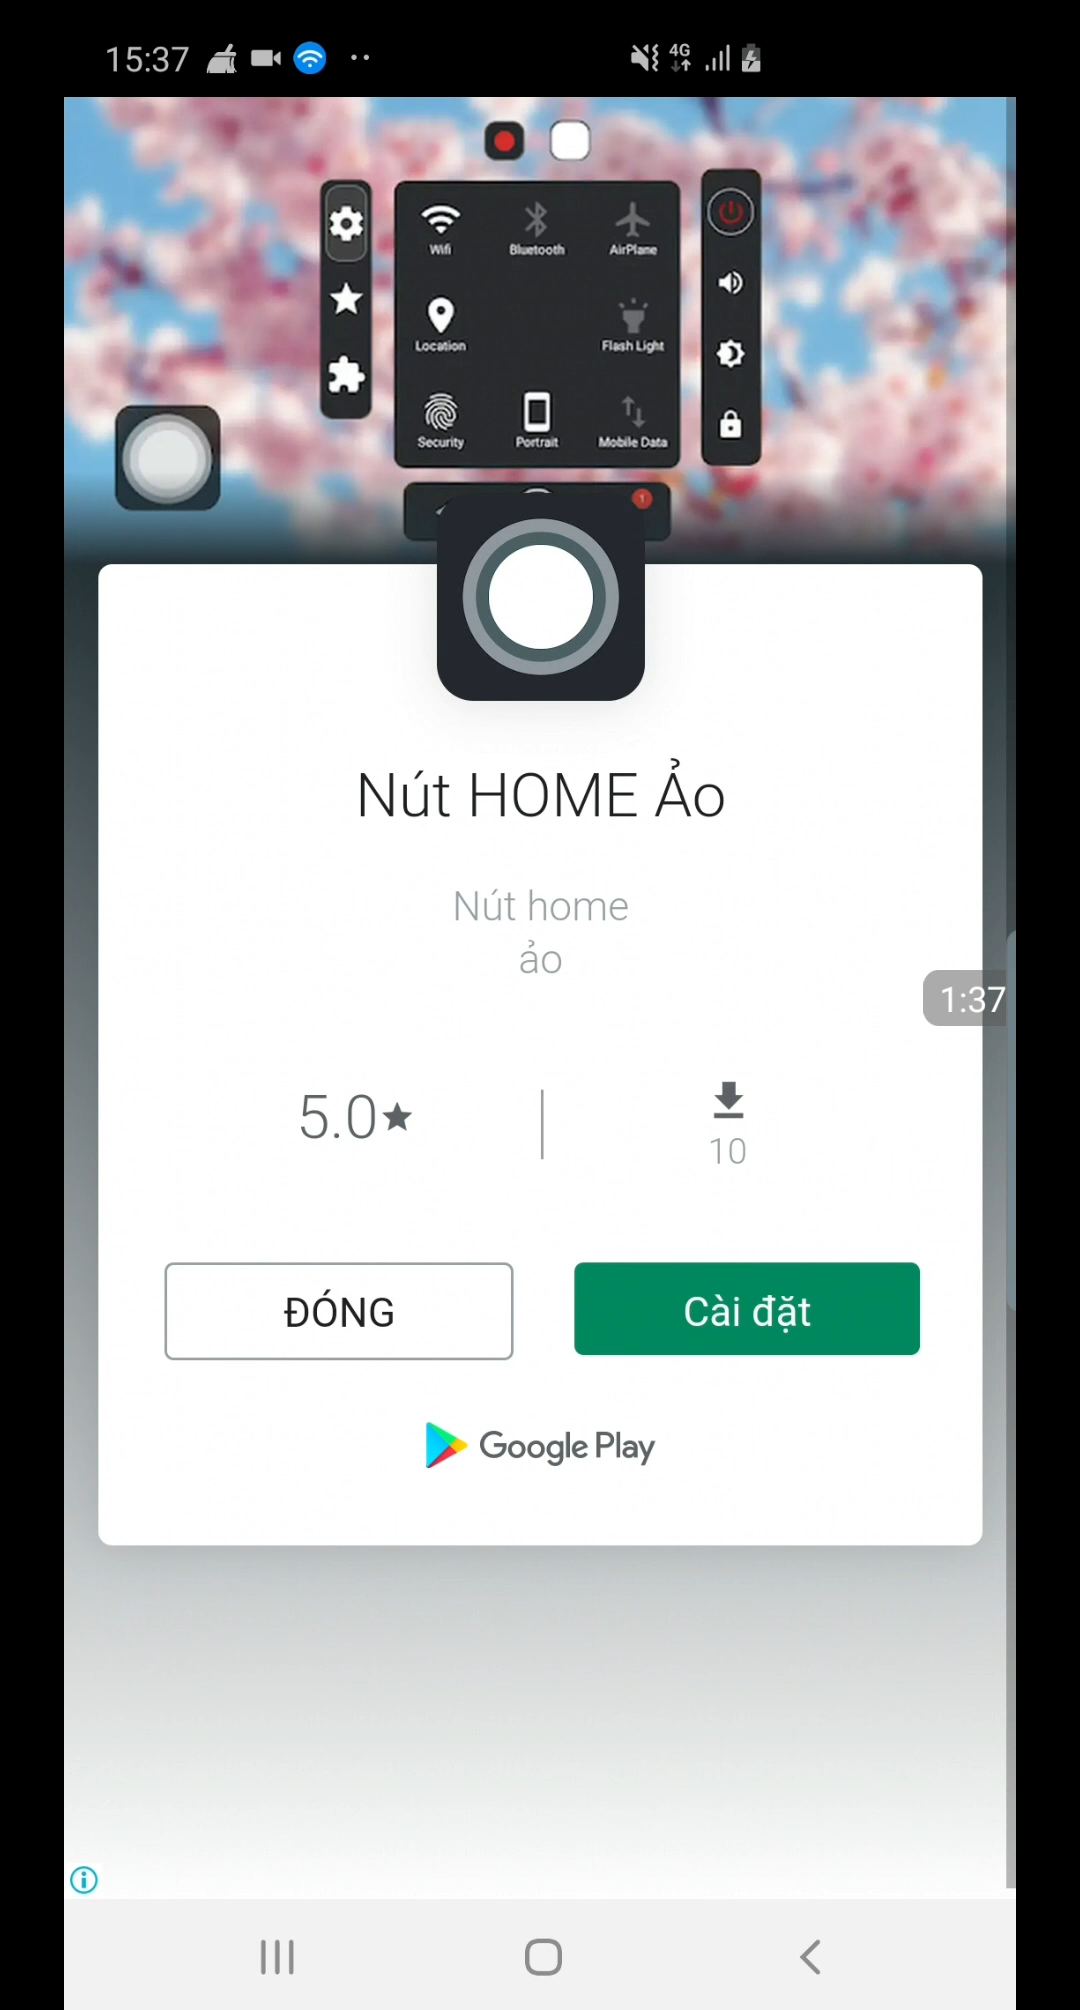 15:37
4G
Wifi Bluetooth AirPlane
Location Flash Light
Security Portrait Mobile Data
1
Nút HOME Ảo
Nút home
ảo
1:37
5.0★
10
ĐÓNG Cài đặt
Google Play